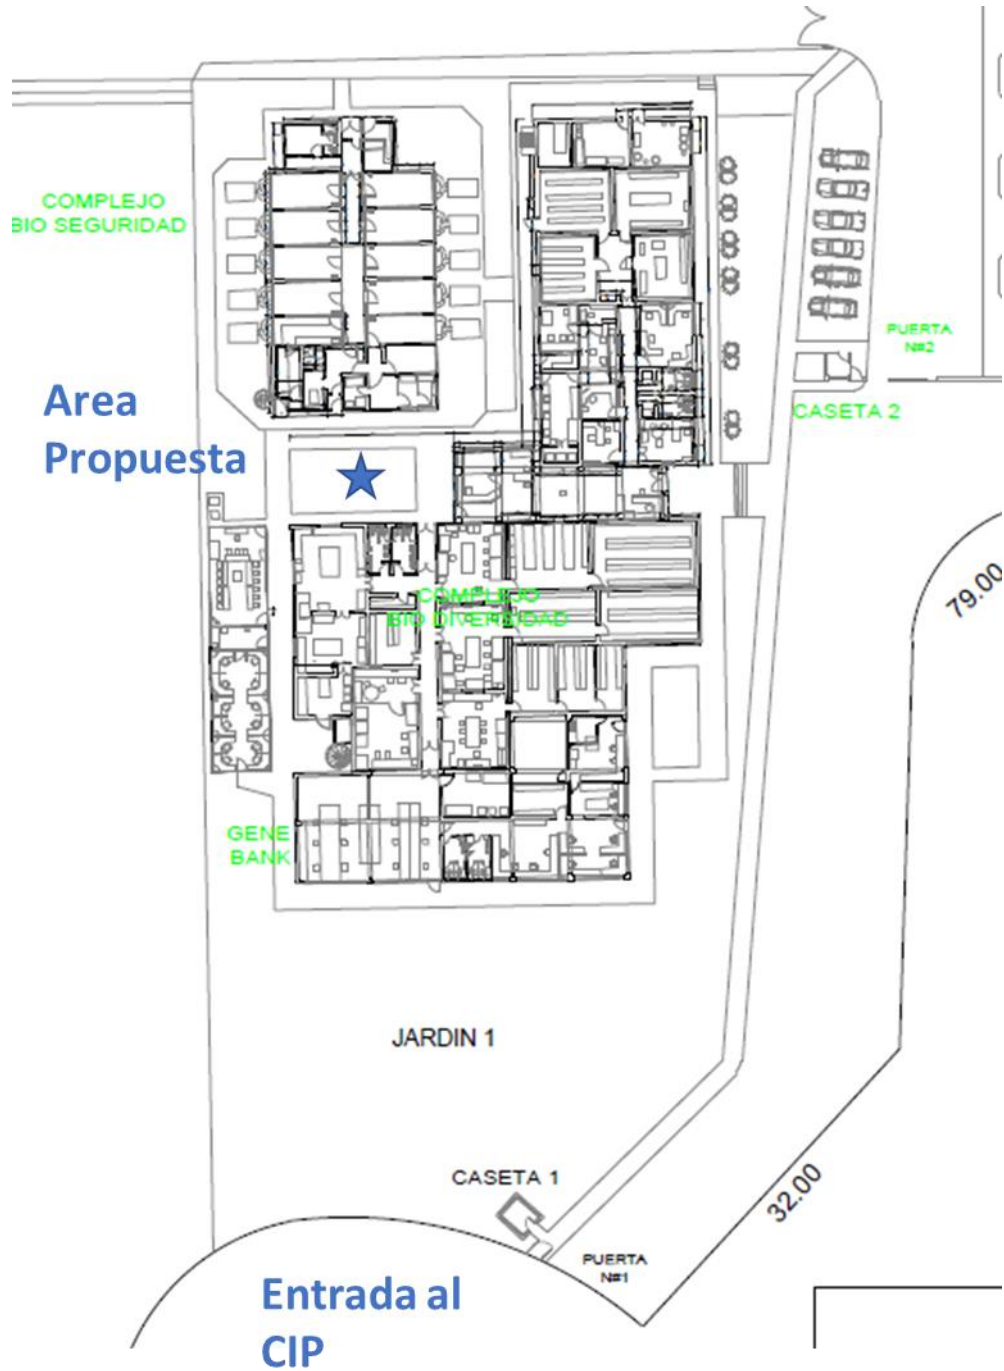 COMPLEJO
BIO SEGURIDAD
PUERTA
N#2
Area
Propuesta
CASETA 2
79.00
COMPLEJO
BIO DIVERSIDAD
GENE
BANK
JARDIN 1
CASETA 1
32.00
PUERTA
N#1
Entrada al
CIP